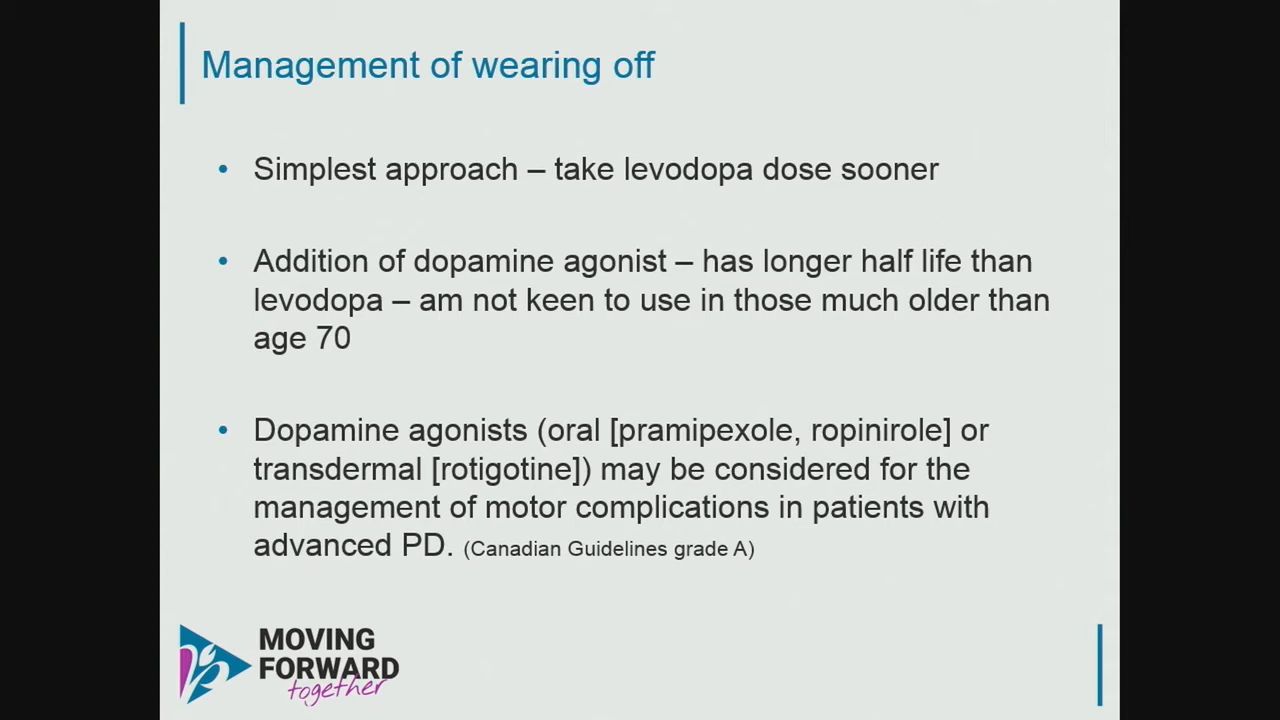 Management of wearing off
• Simplest approach – take levodopa dose sooner
• Addition of dopamine agonist – has longer half life than
levodopa – am not keen to use in those much older than
age 70
• Dopamine agonists (oral [pramipexole, ropinirole] or
transdermal [rotigotine]) may be considered for the
management of motor complications in patients with
advanced PD. (Canadian Guidelines grade A)
MOVING
FORWARD
together